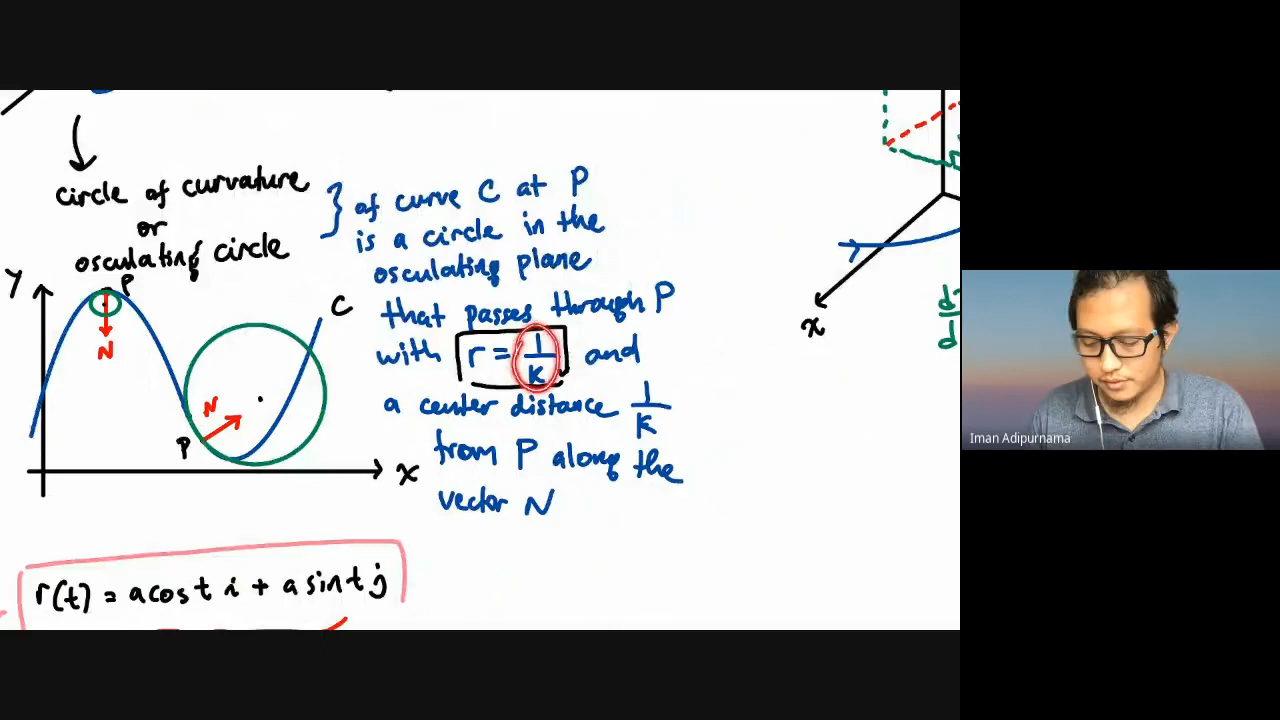 circle of curvature
or
osculating circle
} of curve C at P
is a circle in the
osculating plane
that passes through P
with r = 1/k and
a center distance 1/k
from P along the
vector N
y
P
N
C
N
P
x
r(t) = a cos t i + a sin t j
x
Iman Adipurnama